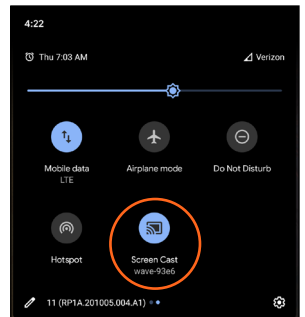 4:22
Thu 7:03 AM
Verizon
Mobile data
LTE
Airplane mode
Do Not Disturb
Hotspot
Screen Cast
wave-93e6
11 (RP1A.201005.004.A1)